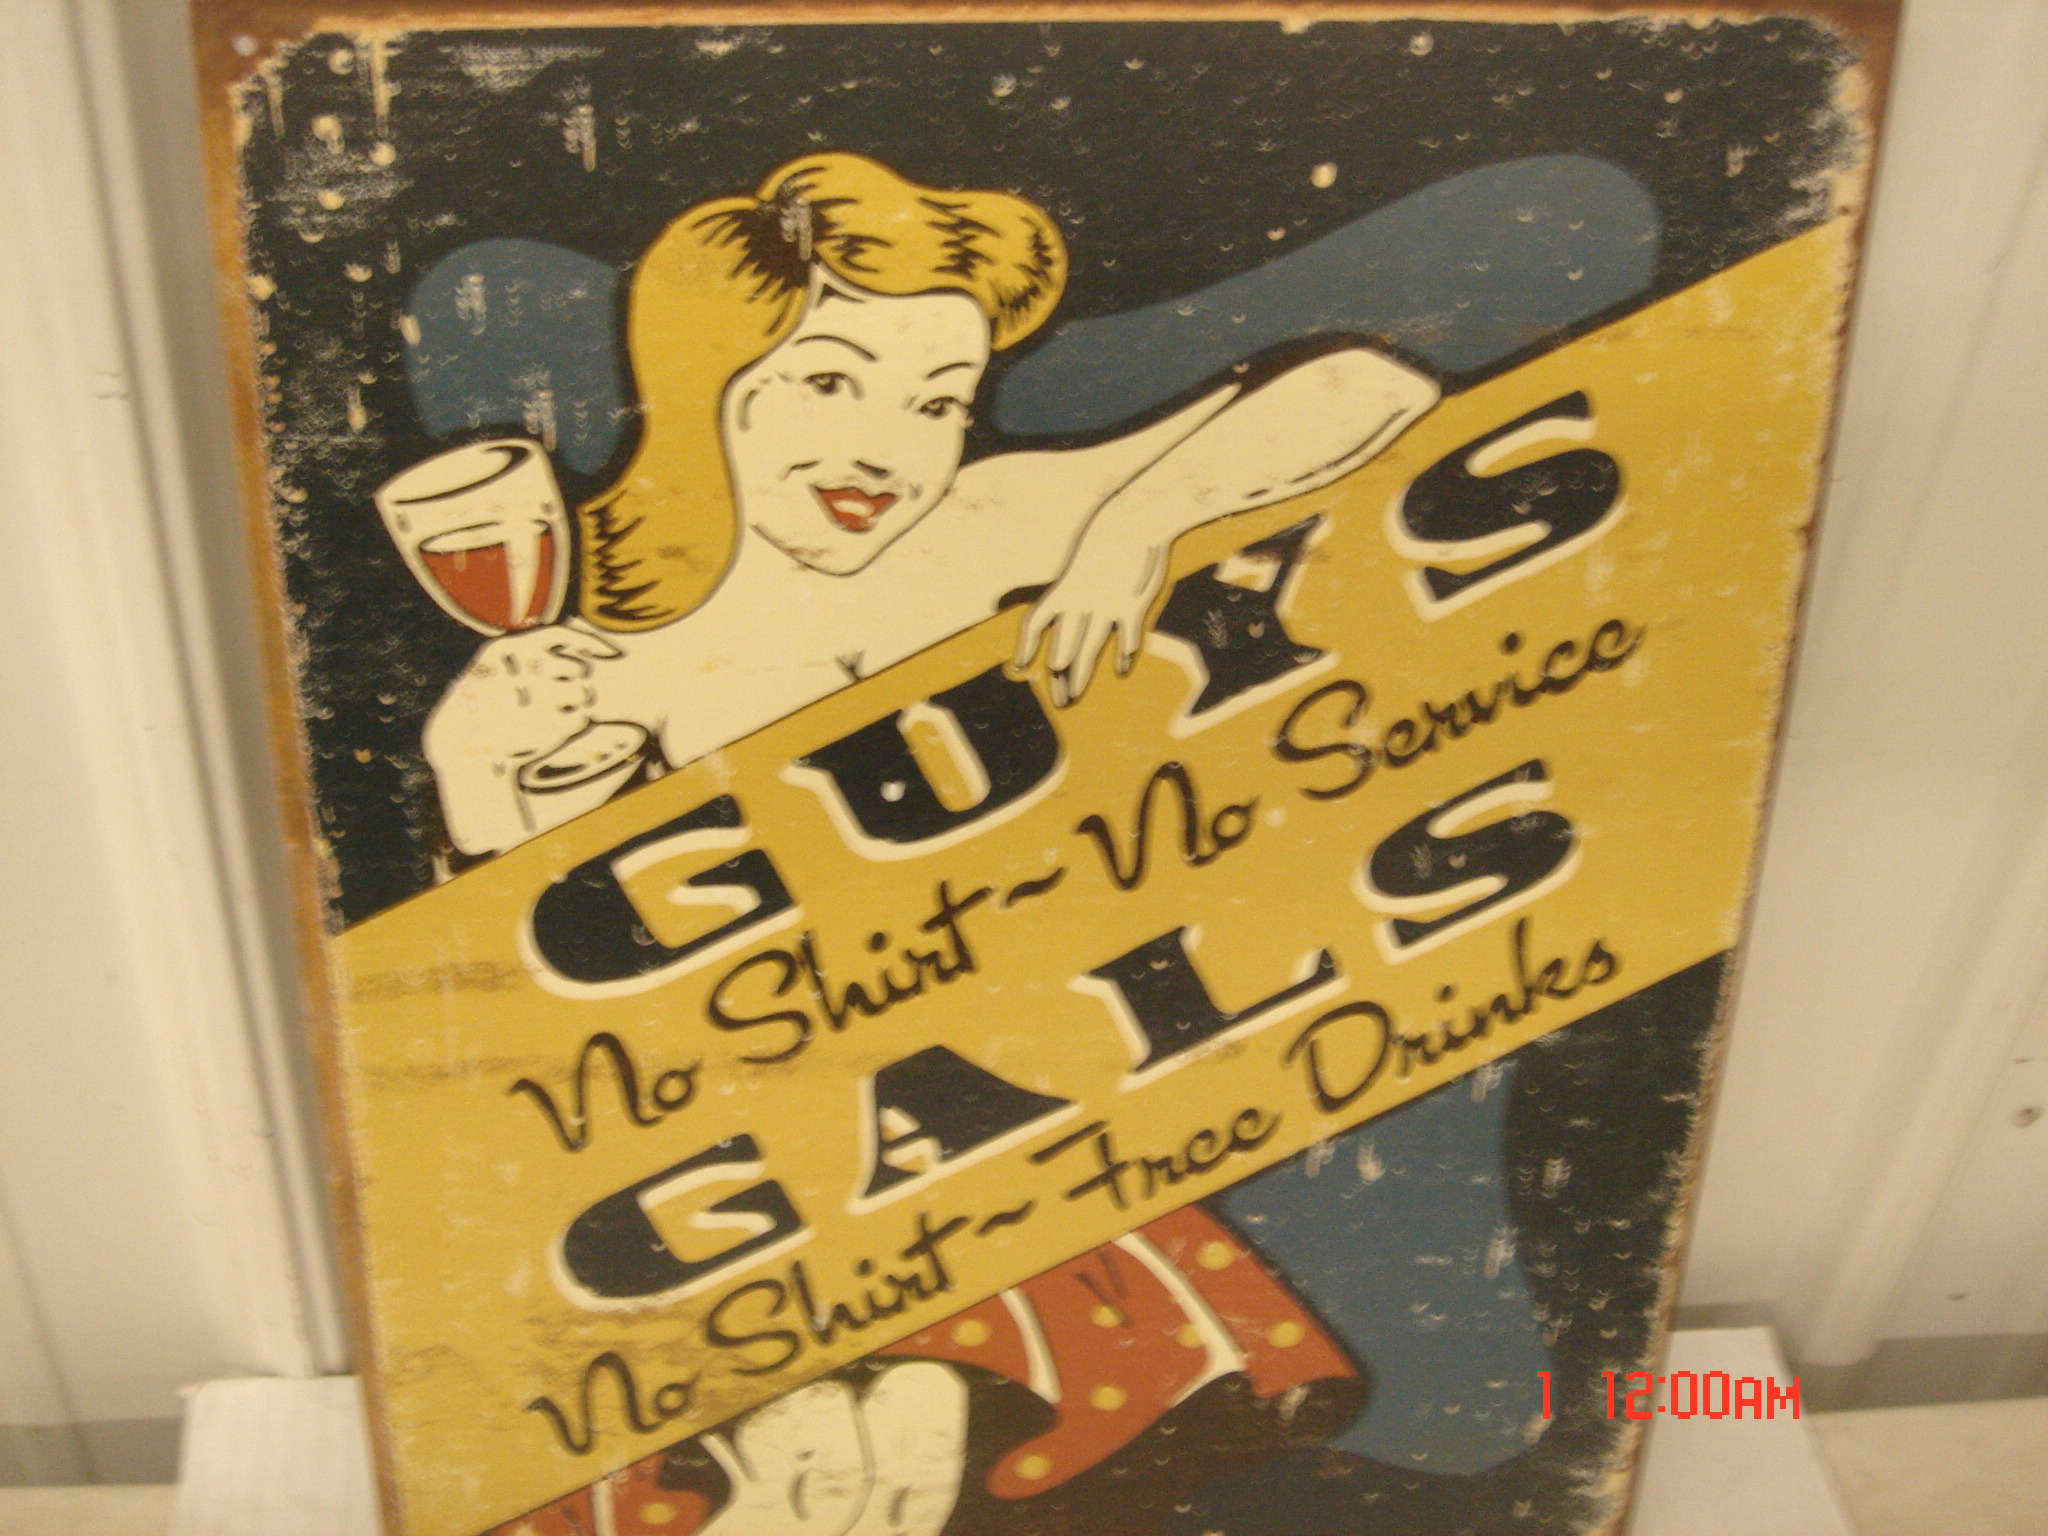 GUYS
No Shirt~No Service
GALS
No Shirt~Free Drinks
1 12:00AM